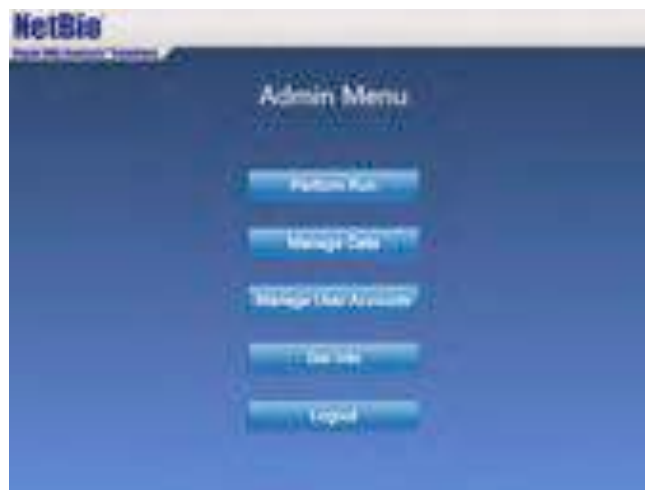 NetBio
Admin Menu
Perform Run
Manage Data
Manage User Accounts
Logout